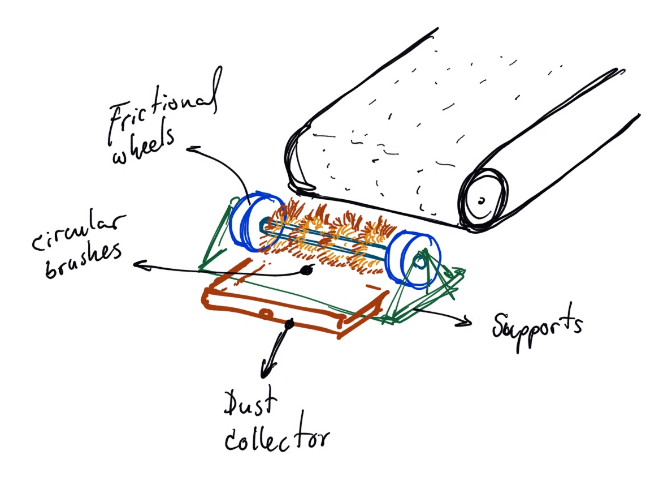 Frictional
wheels
circular
brushes
Supports
Dust
collector